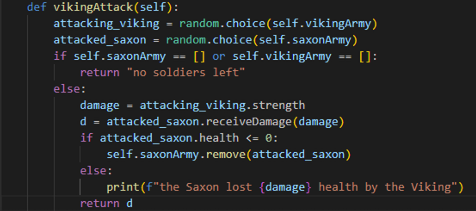 def vikingAttack(self):
    attacking_viking = random.choice(self.vikingArmy)
    attacked_saxon = random.choice(self.saxonArmy)
    if self.saxonArmy == [] or self.vikingArmy == []:
        return "no soldiers left"
    else:
        damage = attacking_viking.strength
        d = attacked_saxon.receiveDamage(damage)
        if attacked_saxon.health <= 0:
            self.saxonArmy.remove(attacked_saxon)
        else:
            print(f"the Saxon lost {damage} health by the Viking")
        return d